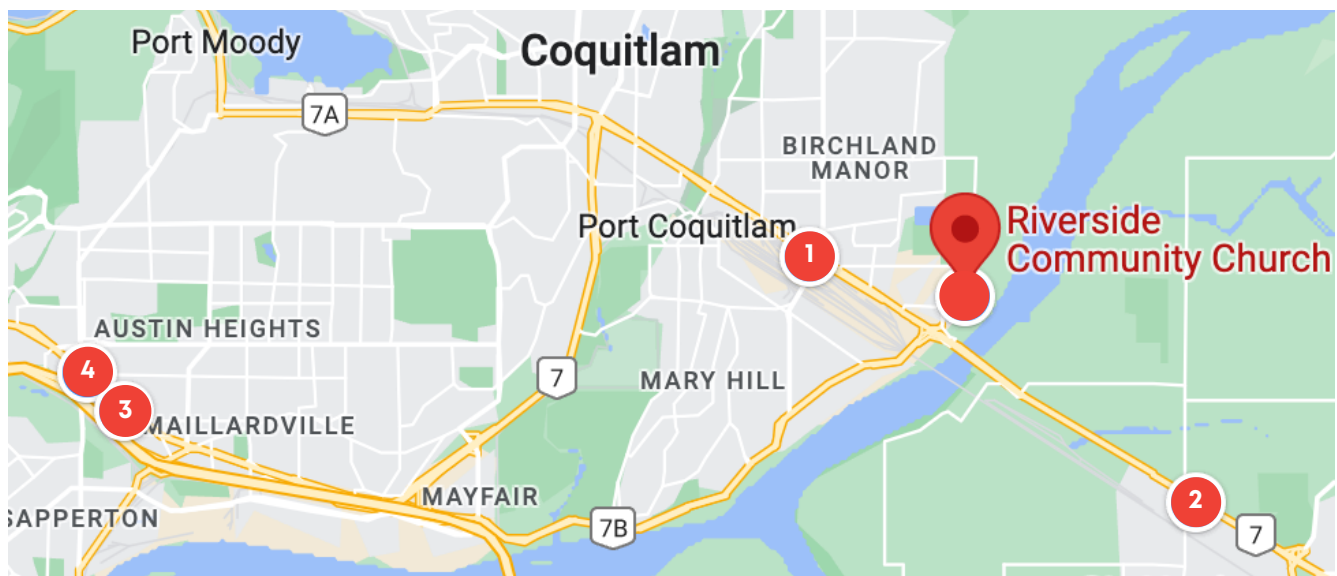 Port Moody
Coquitlam
7A
BIRCHLAND
MANOR
Port Coquitlam
1
Riverside
Community Church
AUSTIN HEIGHTS
4
3
7
MARY HILL
MAILLARDVILLE
MAYFAIR
2
SAPPERTON
7B
7